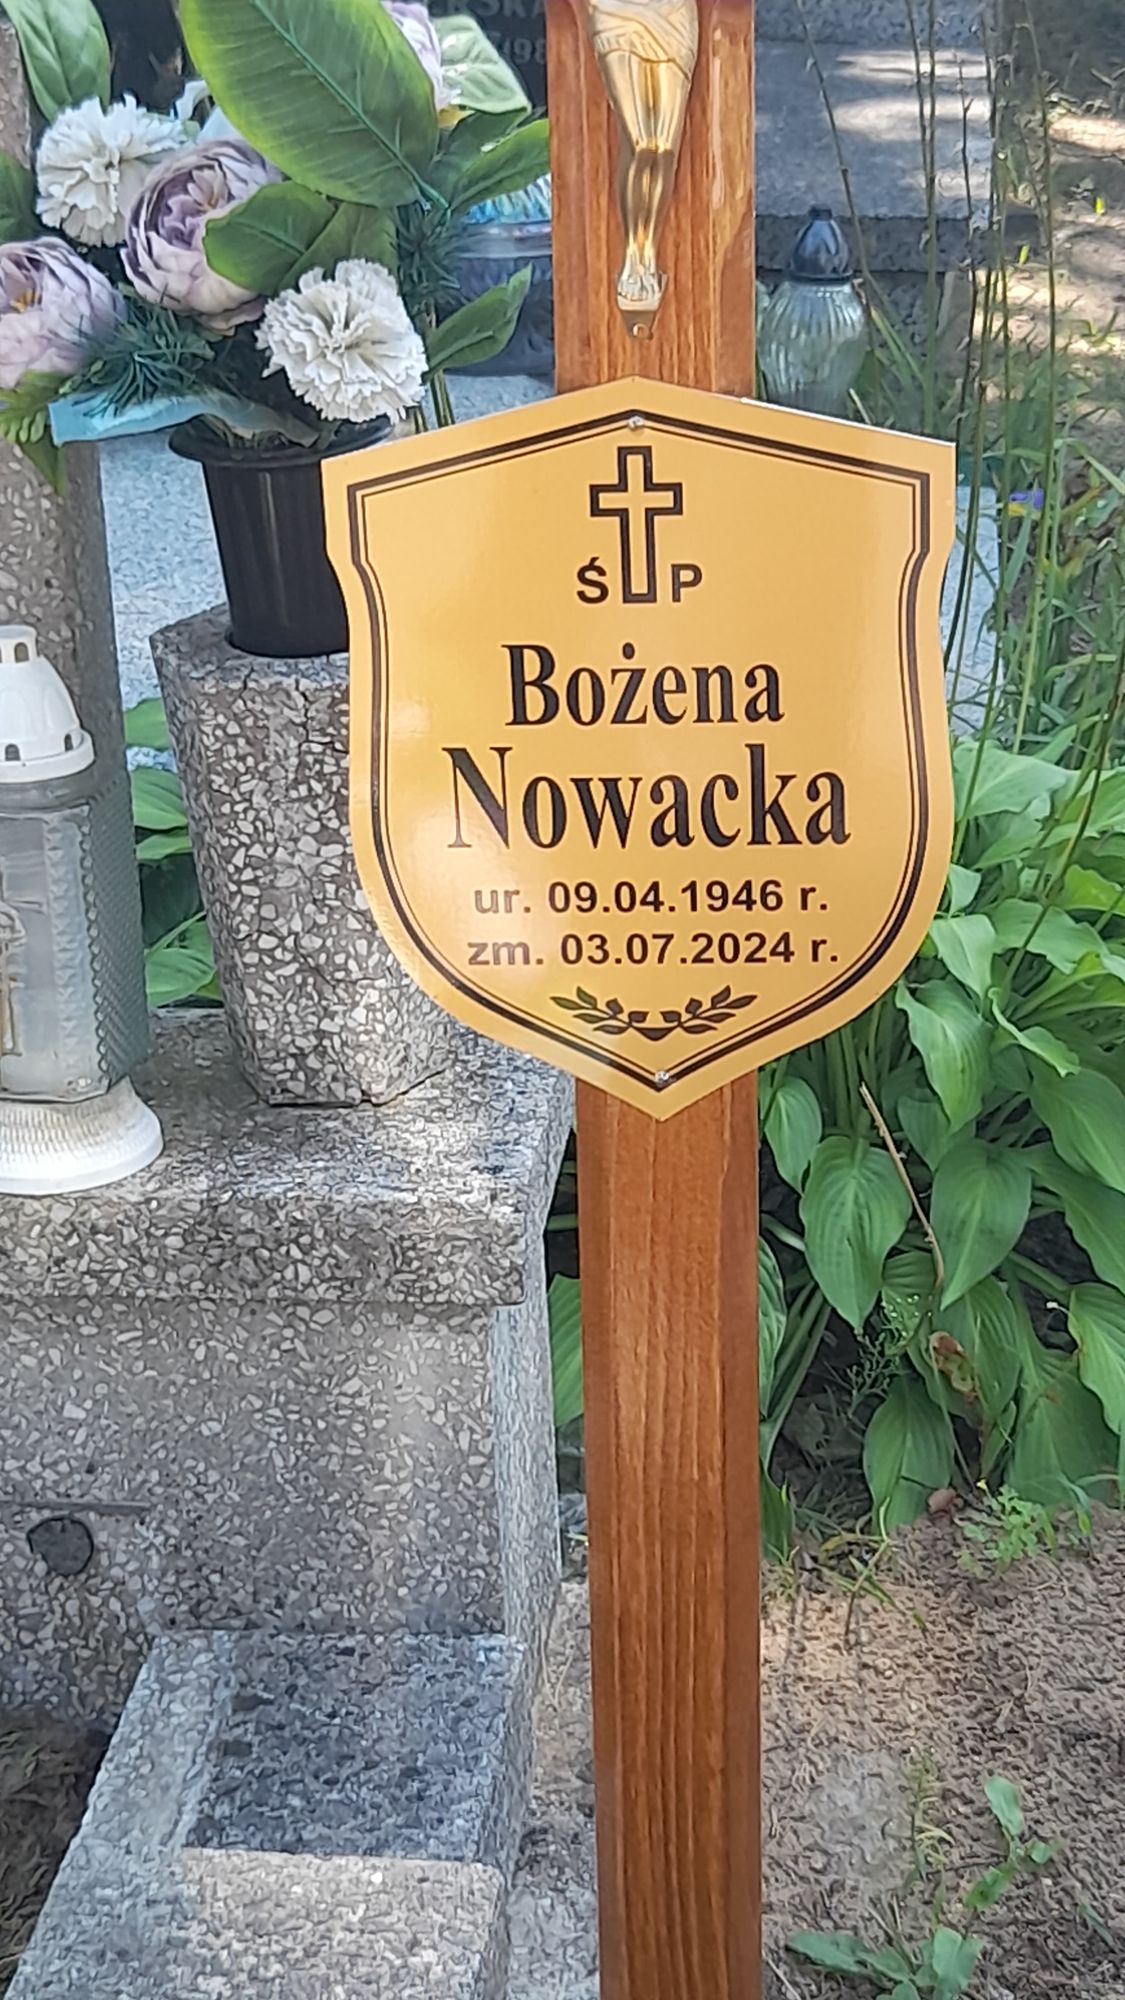 Ś P
Bożena
Nowacka
ur. 09.04.1946 r.
zm. 03.07.2024 r.